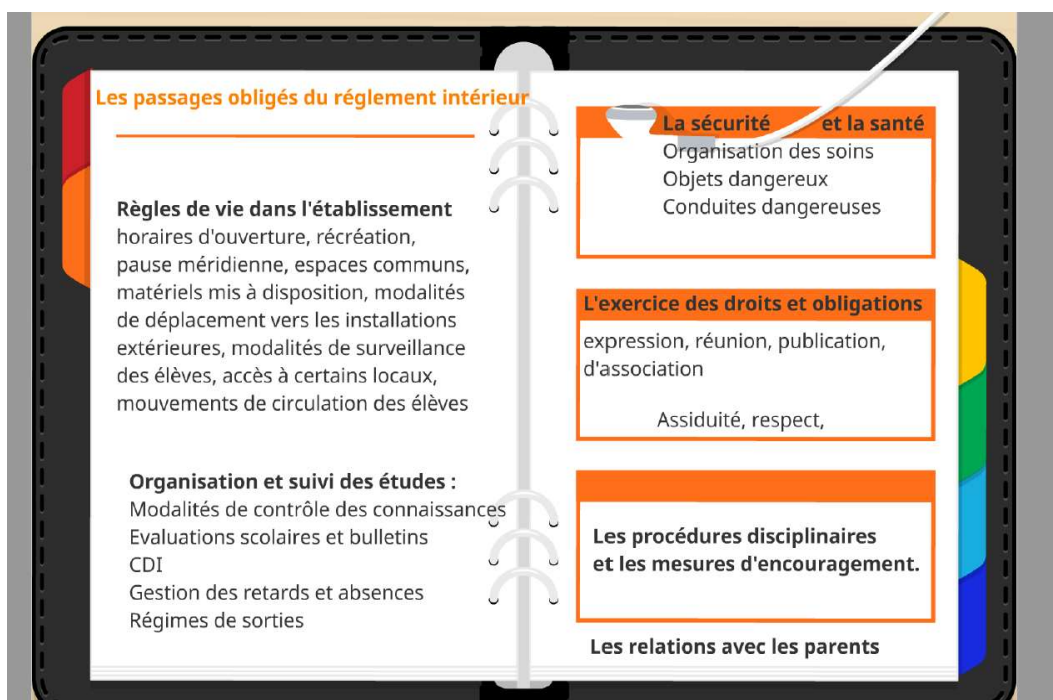 Les passages obligés du réglement intérieur
Règles de vie dans l'établissement
horaires d'ouverture, récréation,
pause méridienne, espaces communs,
matériels mis à disposition, modalités
de déplacement vers les installations
extérieures, modalités de surveillance
des élèves, accès à certains locaux,
mouvements de circulation des élèves
Organisation et suivi des études :
Modalités de contrôle des connaissances
Evaluations scolaires et bulletins
CDI
Gestion des retards et absences
Régimes de sorties
La sécurité et la santé
Organisation des soins
Objets dangereux
Conduites dangereuses
L'exercice des droits et obligations
expression, réunion, publication,
d'association
Assiduité, respect,
Les procédures disciplinaires
et les mesures d'encouragement.
Les relations avec les parents